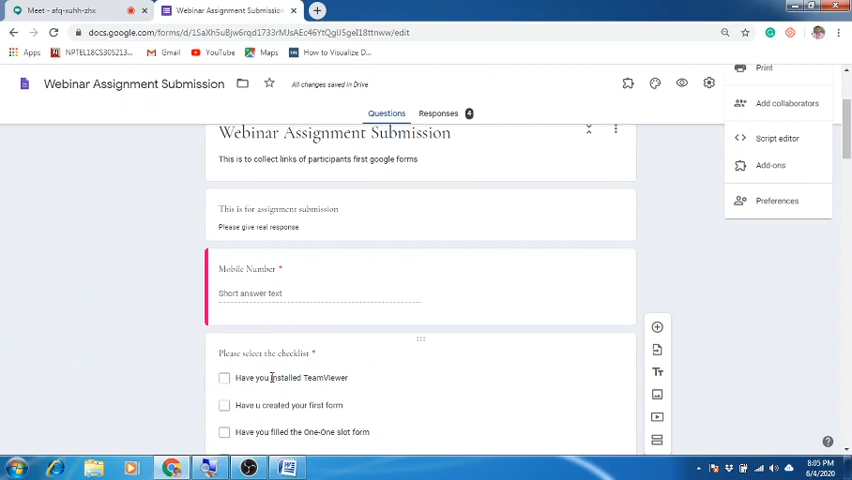 Meet - afq-xuhh-zhx
Webinar Assignment Submission
docs.google.com/forms/d/1SaXh5uBjw6rqd1733rMJsAEc46YtQglJ5geI18ttnww/edit
Apps
NPTEL18CS30S213...
Gmail
YouTube
Maps
How to Visualize D...
Webinar Assignment Submission
All changes saved in Drive
Questions
Responses 4
Print
Add collaborators
Script editor
Add-ons
Preferences
Webinar Assignment Submission
This is to collect links of participants first google forms
This is for assignment submission
Please give real response
Mobile Number *
Short answer text
Please select the checklist *
Have you installed TeamViewer
Have u created your first form
Have you filled the One-One slot form
8:05 PM
6/4/2020